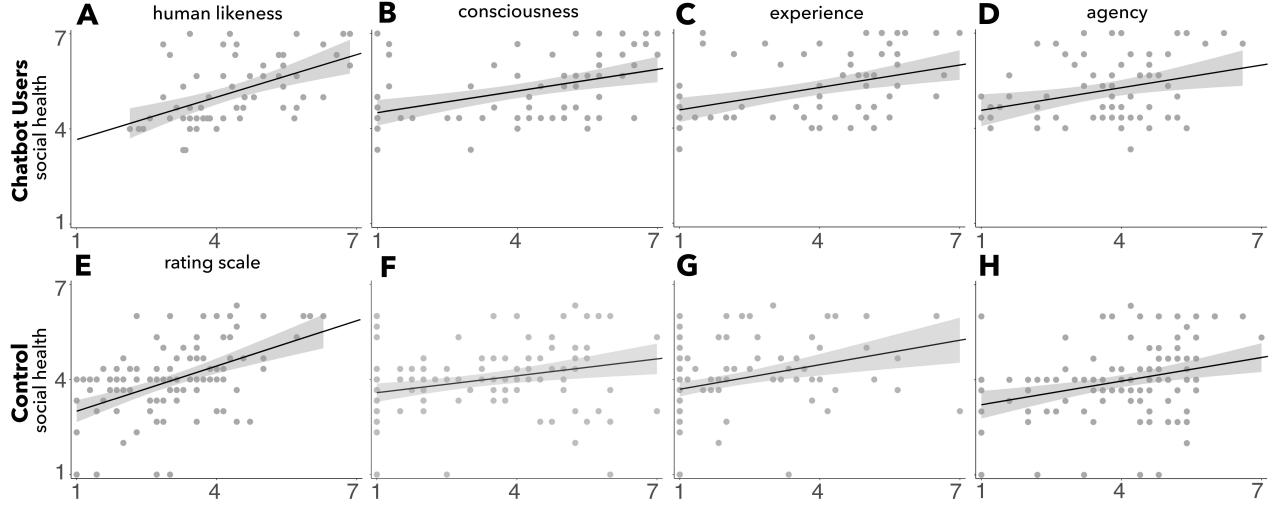 A human likeness
B consciousness
C experience
D agency
Chatbot Users
social health
7
4
1
1 4 7
1 4 7
1 4 7
1 4 7
E rating scale
F
G
H
Control
social health
7
4
1
1 4 7
1 4 7
1 4 7
1 4 7